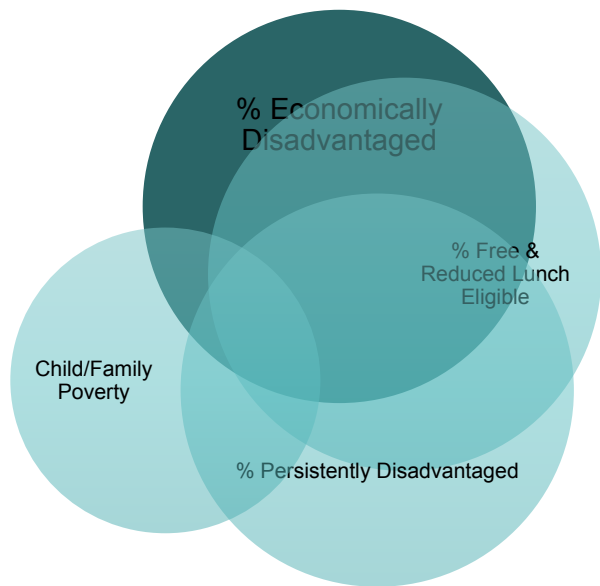 % Economically
Disadvantaged
% Free &
Reduced Lunch
Eligible
Child/Family
Poverty
% Persistently Disadvantaged